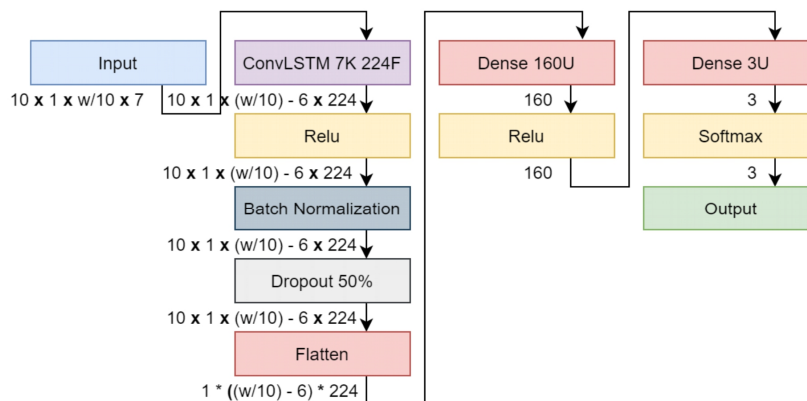 Input
10 x 1 x w/10 x 7
ConvLSTM 7K 224F
10 x 1 x (w/10) - 6 x 224
Relu
10 x 1 x (w/10) - 6 x 224
Batch Normalization
10 x 1 x (w/10) - 6 x 224
Dropout 50%
10 x 1 x (w/10) - 6 x 224
Flatten
1 * ((w/10) - 6) * 224
Dense 160U
160
Relu
160
Dense 3U
3
Softmax
3
Output